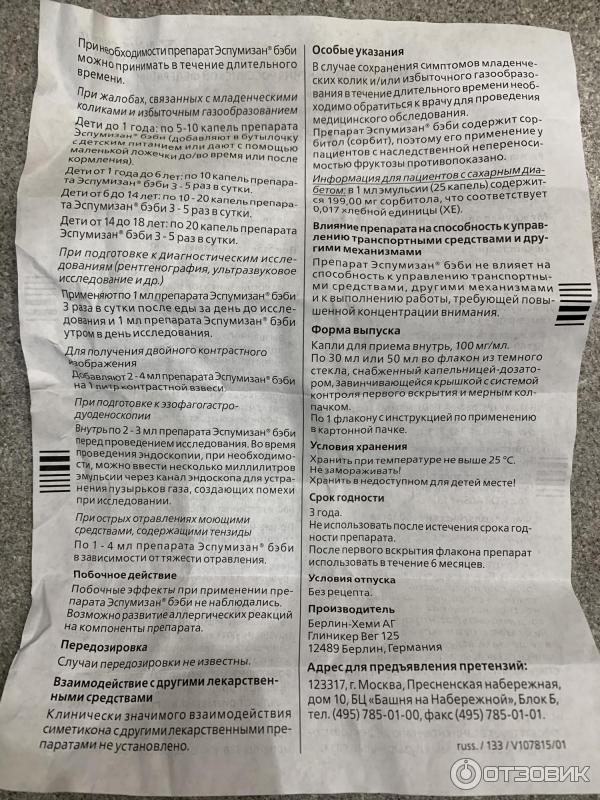 При необходимости препарат Эспумизан® бэби
можно принимать в течение длительного
времени.
При жалобах, связанных с младенческими
коликами и избыточным газообразованием
Дети до 1 года: по 5-10 капель препарата
Эспумизан® бэби (добавляют в бутылочку
с детским питанием или дают с помощью
маленькой ложечки до/во время или после
кормления).
Дети от 1 года до 6 лет: по 10 капель препара-
та Эспумизан® бэби 3 - 5 раз в сутки.
Дети от 6 до 14 лет: по 10 - 20 капель препара-
та Эспумизан® бэби 3 - 5 раз в сутки.
Дети от 14 до 18 лет: по 20 капель препарата
Эспумизан® бэби 3 - 5 раз в сутки.
При подготовке к диагностическим иссле-
дованиям (рентгенография, ультразвуковое
исследование и др.)
Применяют по 1 мл препарата Эспумизан® бэби
3 раза в сутки после еды за день до иссле-
дования и 1 мл препарата Эспумизан® бэби
утром в день исследования.
Для получения двойного контрастного
изображения
Добавляют 2 - 4 мл препарата Эспумизан® бэби
на 1 литр контрастной взвеси.
При подготовке к эзофагогастро-
дуоденоскопии
Внутрь по 2 - 3 мл препарата Эспумизан® бэби
перед проведением исследования. Во время
проведения эндоскопии, при необходимо-
сти, можно ввести несколько миллилитров
эмульсии через канал эндоскопа для устра-
нения пузырьков газа, создающих помехи
при исследовании.
При острых отравлениях моющими
средствами, содержащими тензиды
По 1 - 4 мл препарата Эспумизан® бэби
в зависимости от тяжести отравления.
Побочное действие
Побочные эффекты при применении пре-
парата Эспумизан® бэби не наблюдались.
Возможно развитие аллергических реакций
на компоненты препарата.
Передозировка
Случаи передозировки не известны.
Взаимодействие с другими лекарствен-
ными средствами
Клинически значимого взаимодействия
симетикона с другими лекарственными пре-
паратами не установлено.
Особые указания
В случае сохранения симптомов младенче-
ских колик и/или избыточного газообразо-
вания в течение длительного времени необ-
ходимо обратиться к врачу для проведения
медицинского обследования.
Препарат Эспумизан® бэби содержит сор-
битол (сорбит), поэтому его применение у
пациентов с наследственной непереноси-
мостью фруктозы противопоказано.
Информация для пациентов с сахарным диа-
бетом: в 1 мл эмульсии (25 капель) содержит-
ся 199,00 мг сорбитола, что соответствует
0,017 хлебной единицы (ХЕ).
Влияние препарата на способность к управ-
лению транспортными средствами и дру-
гими механизмами
Препарат Эспумизан® бэби не влияет на
способность к управлению транспортны-
ми средствами, другими механизмами
и к выполнению работы, требующей повы-
шенной концентрации внимания.
Форма выпуска
Капли для приема внутрь, 100 мг/мл.
По 30 мл или 50 мл во флакон из темного
стекла, снабженный капельницей-дозато-
ром, завинчивающейся крышкой с системой
контроля первого вскрытия и мерным кол-
пачком.
По 1 флакону с инструкцией по применению
в картонной пачке.
Условия хранения
Хранить при температуре не выше 25 °C.
Не замораживать!
Хранить в недоступном для детей месте!
Срок годности
3 года.
Не использовать после истечения срока год-
ности препарата.
После первого вскрытия флакона препарат
использовать в течение 6 месяцев.
Условия отпуска
Без рецепта.
Производитель
Берлин-Хеми АГ
Глиникер Вег 125
12489 Берлин, Германия
Адрес для предъявления претензий:
123317, г. Москва, Пресненская набережная,
дом 10, БЦ «Башня на Набережной», Блок Б,
тел. (495) 785-01-00, факс (495) 785-01-01.
russ. / 133 / V107815/01
ОТЗОВИК